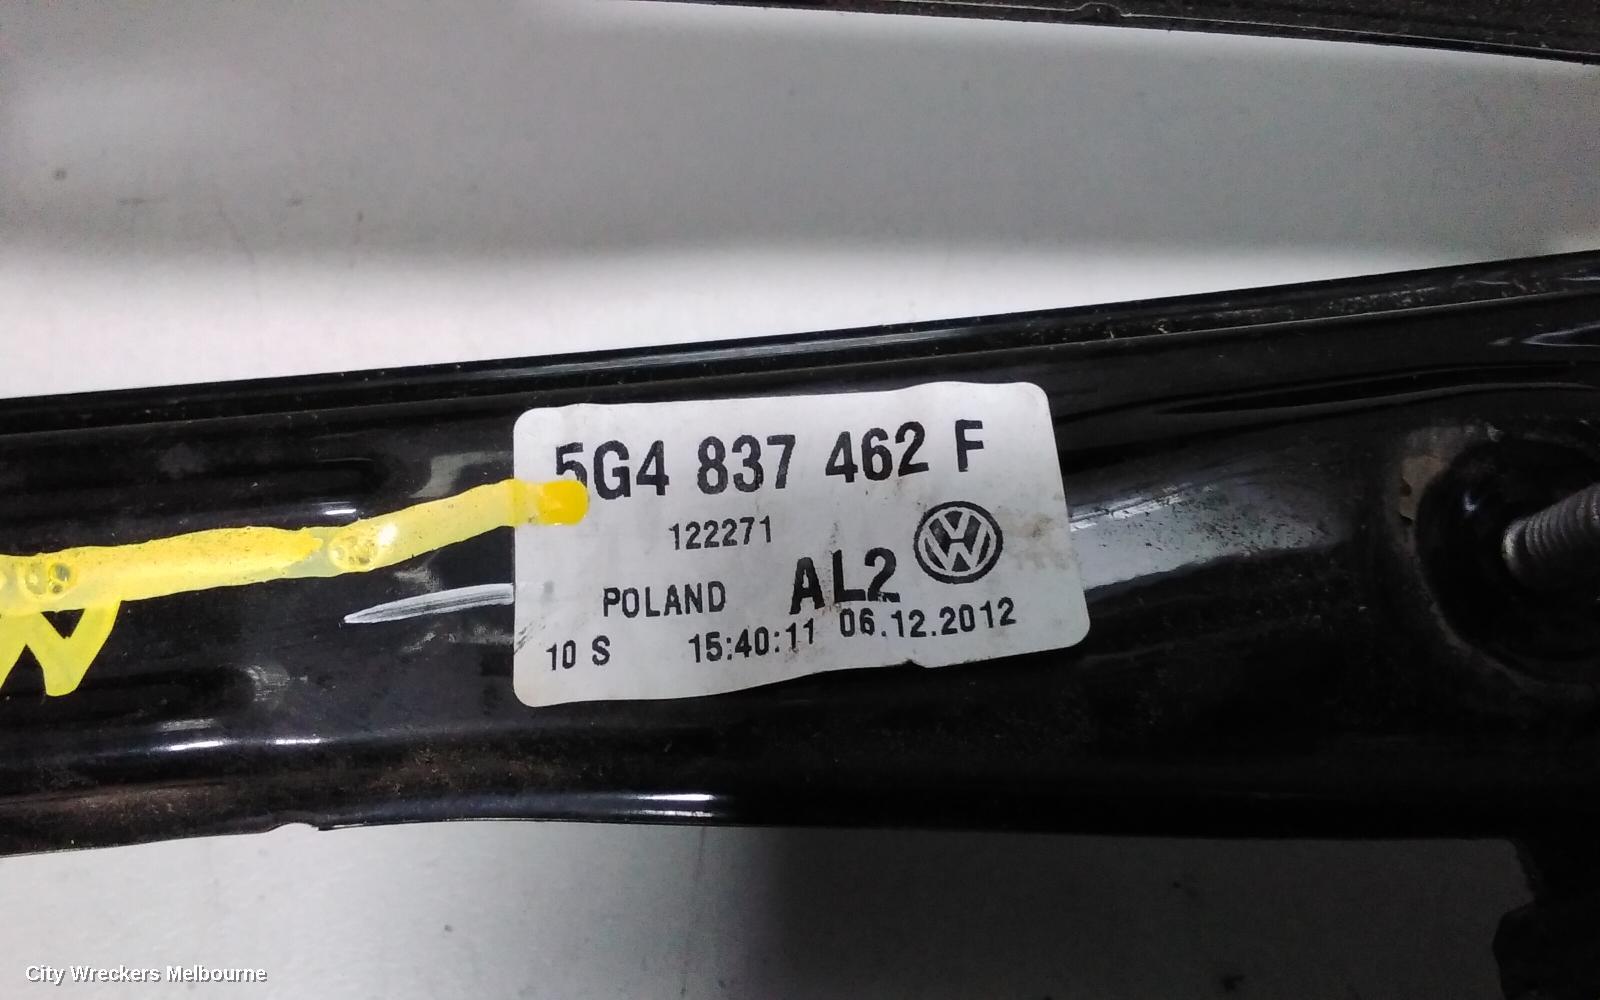 5G4 837 462 F
122271
POLAND AL2
10 S 15:40:11 06.12.2012
City Wreckers Melbourne